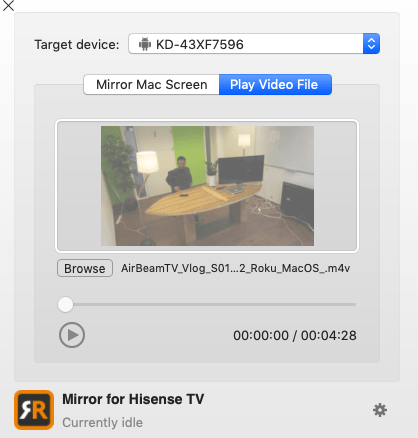 Target device: KD-43XF7596
Mirror Mac Screen Play Video File
Browse AirBeamTV_Vlog_S01...2_Roku_MacOS_.m4v
00:00:00 / 00:04:28
Mirror for Hisense TV
Currently idle